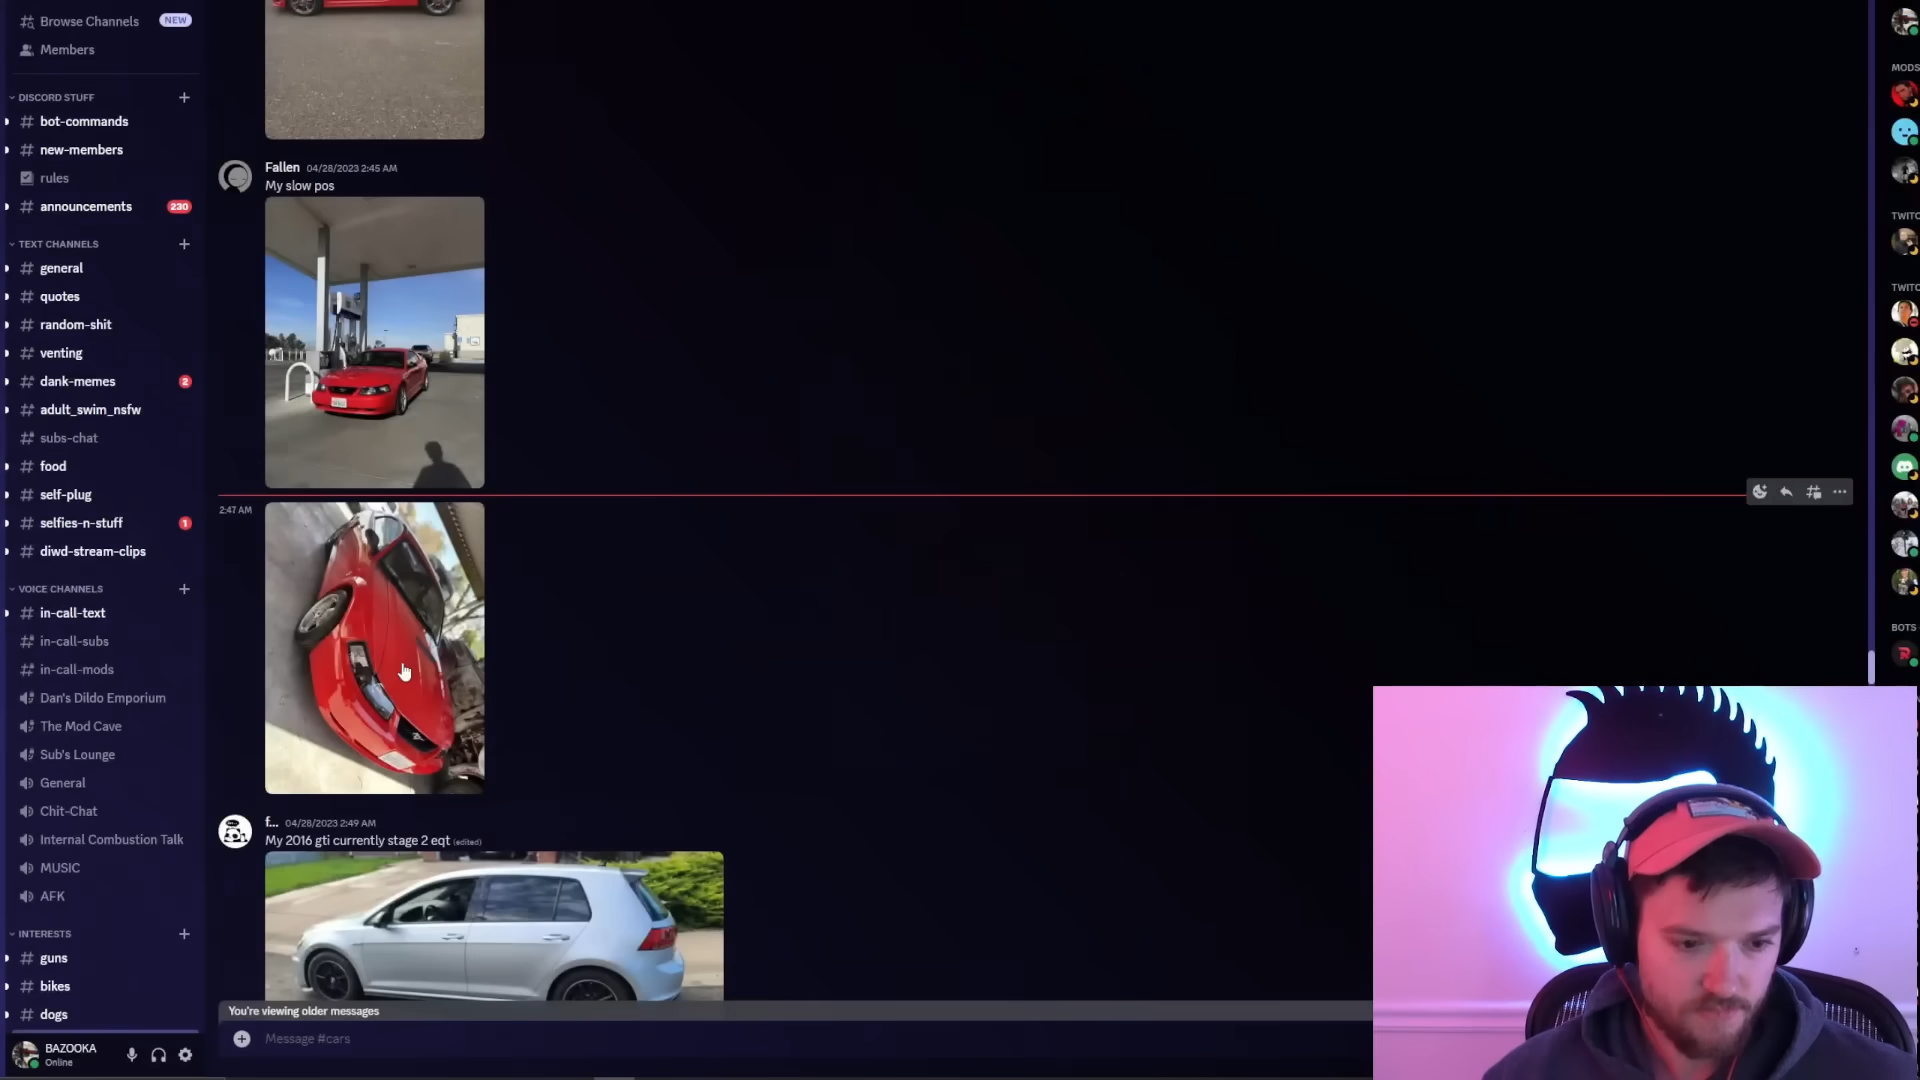 Browse Channels NEW
Members
DISCORD STUFF
bot-commands
new-members
rules
announcements 230
TEXT CHANNELS
general
quotes
random-shit
venting
dank-memes 2
adult_swim_nsfw
subs-chat
food
self-plug
selfies-n-stuff 1
diwd-stream-clips
VOICE CHANNELS
in-call-text
in-call-subs
in-call-mods
Dan's Dildo Emporium
The Mod Cave
Sub's Lounge
General
Chit-Chat
Internal Combustion Talk
MUSIC
AFK
INTERESTS
guns
bikes
dogs
BAZOOKA
Online
Fallen 04/28/2023 2:45 AM
My slow pos
2:47 AM
f... 04/28/2023 2:49 AM
My 2016 gti currently stage 2 eqt (edited)
You're viewing older messages
Message #cars
MODS
TWITC
TWITC
BOTS